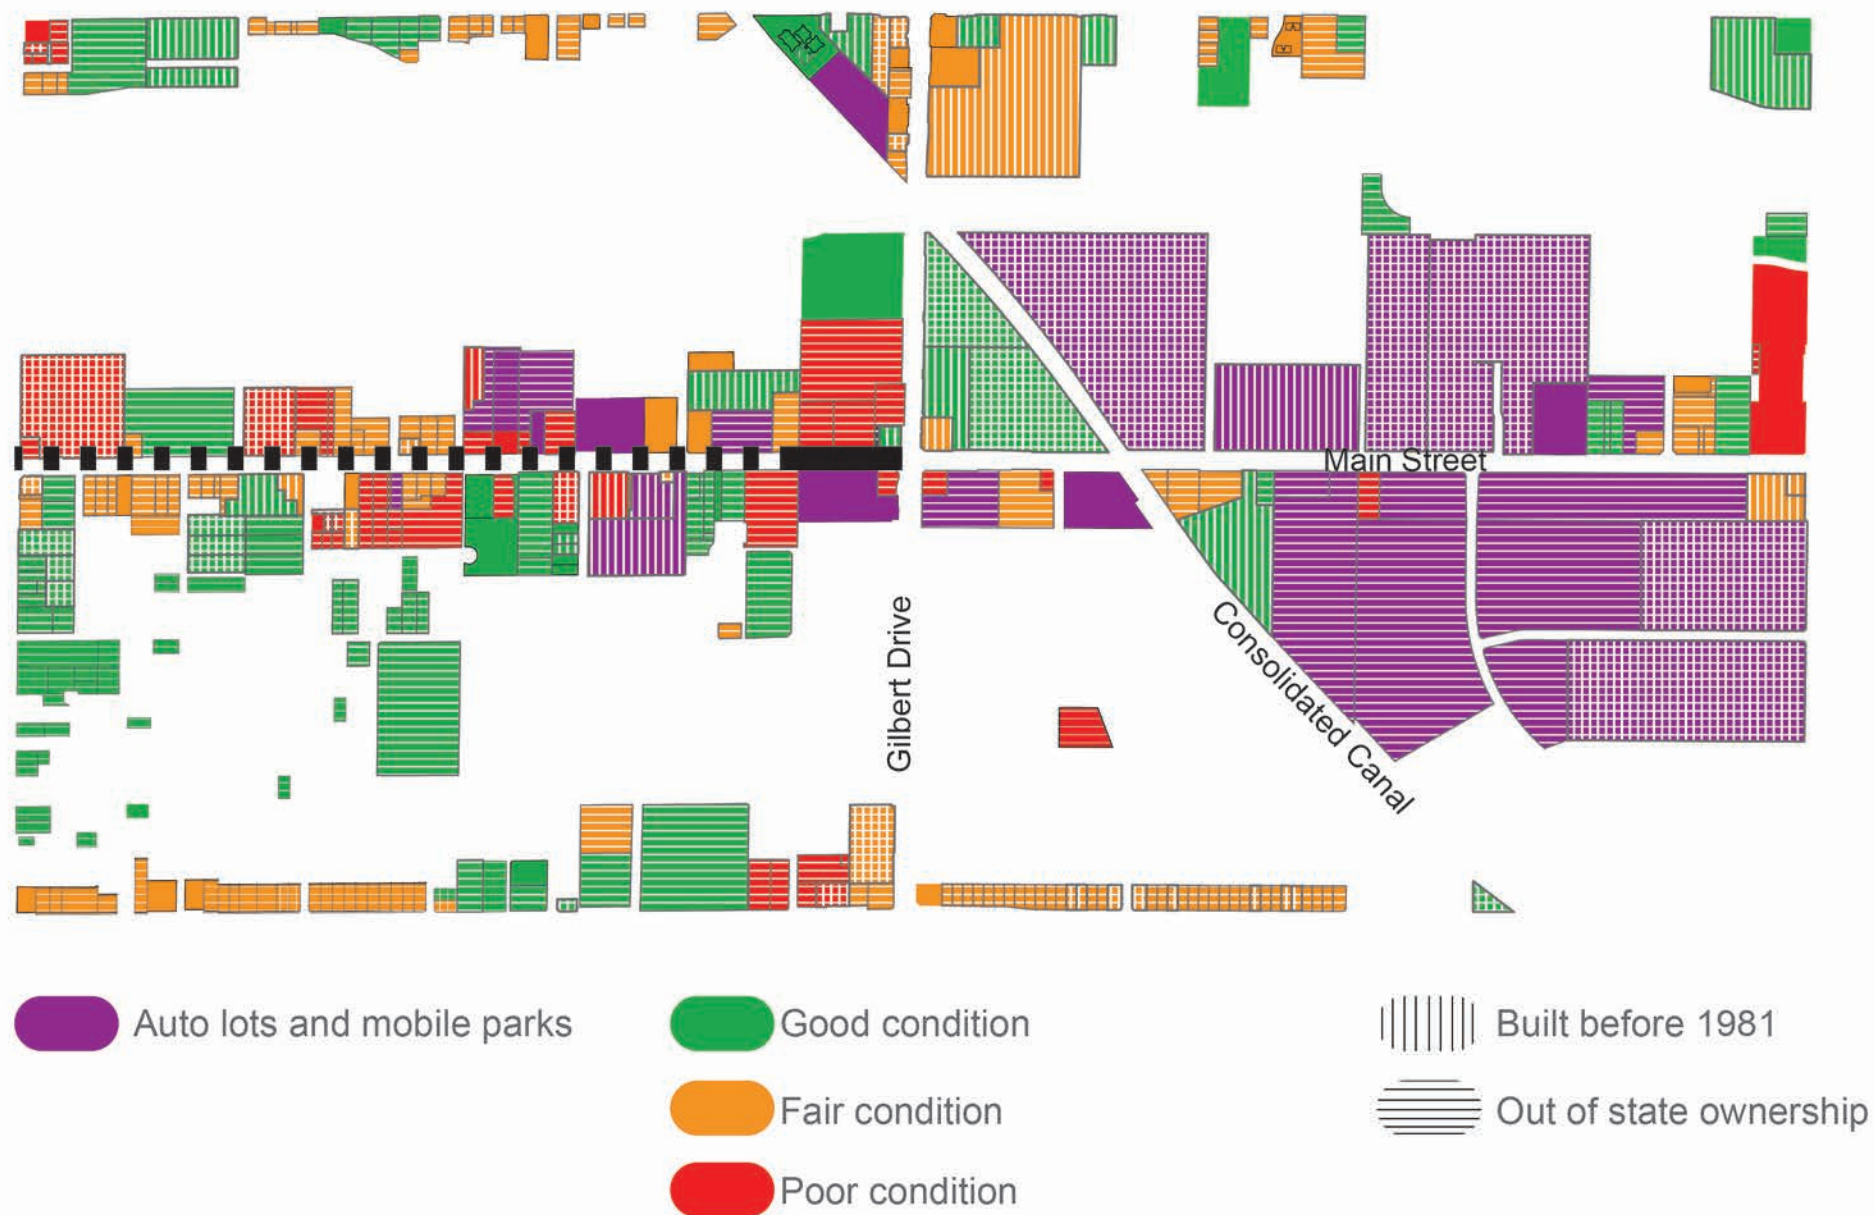 Main Street
Gilbert Drive
Consolidated Canal
Auto lots and mobile parks
Good condition
Built before 1981
Fair condition
Out of state ownership
Poor condition